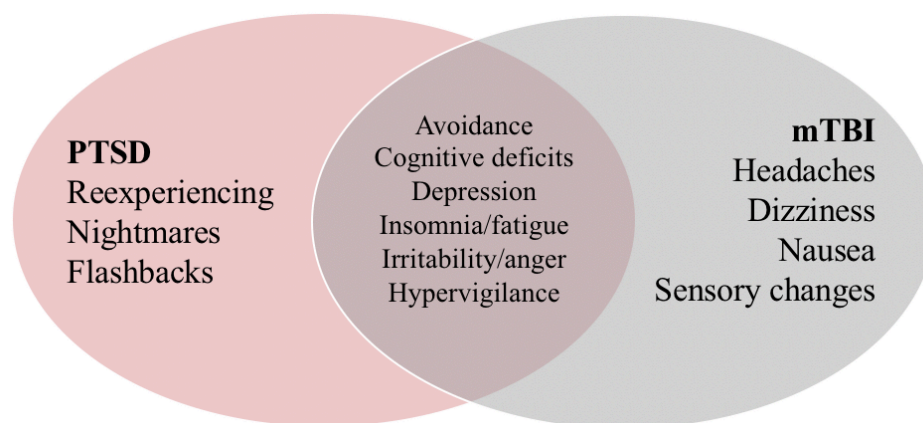 PTSD
Reexperiencing
Nightmares
Flashbacks
Avoidance
Cognitive deficits
Depression
Insomnia/fatigue
Irritability/anger
Hypervigilance
mTBI
Headaches
Dizziness
Nausea
Sensory changes